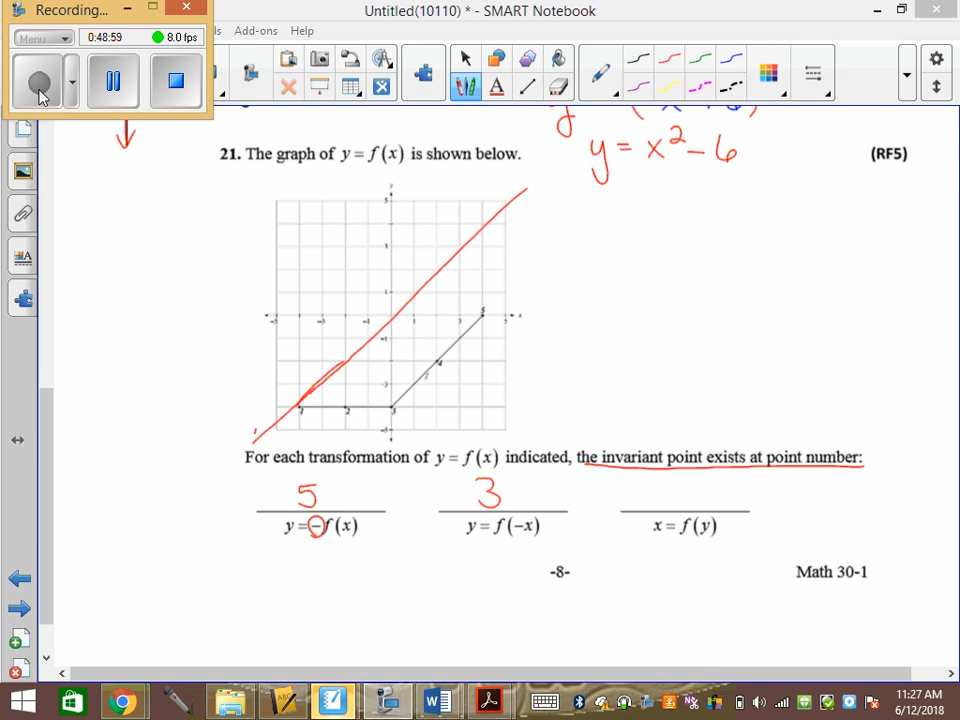 Recording...
Untitled(10110) * - SMART Notebook
Menu
0:48:59
8.0 fps
Add-ons Help
y = x² - 6
21. The graph of y = f(x) is shown below.
(RF5)
For each transformation of y = f(x) indicated, the invariant point exists at point number:
5 3
y = -f(x) y = f(-x) x = f(y)
-8-
Math 30-1
11:27 AM
6/12/2018